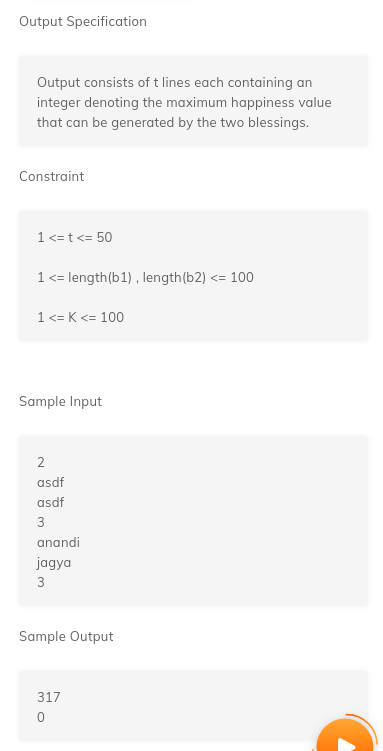 Output Specification
Output consists of t lines each containing an
integer denoting the maximum happiness value
that can be generated by the two blessings.
Constraint
1 <= t <= 50
1 <= length(b1) , length(b2) <= 100
1 <= K <= 100
Sample Input
2
asdf
asdf
3
anandi
jagya
3
Sample Output
317
0